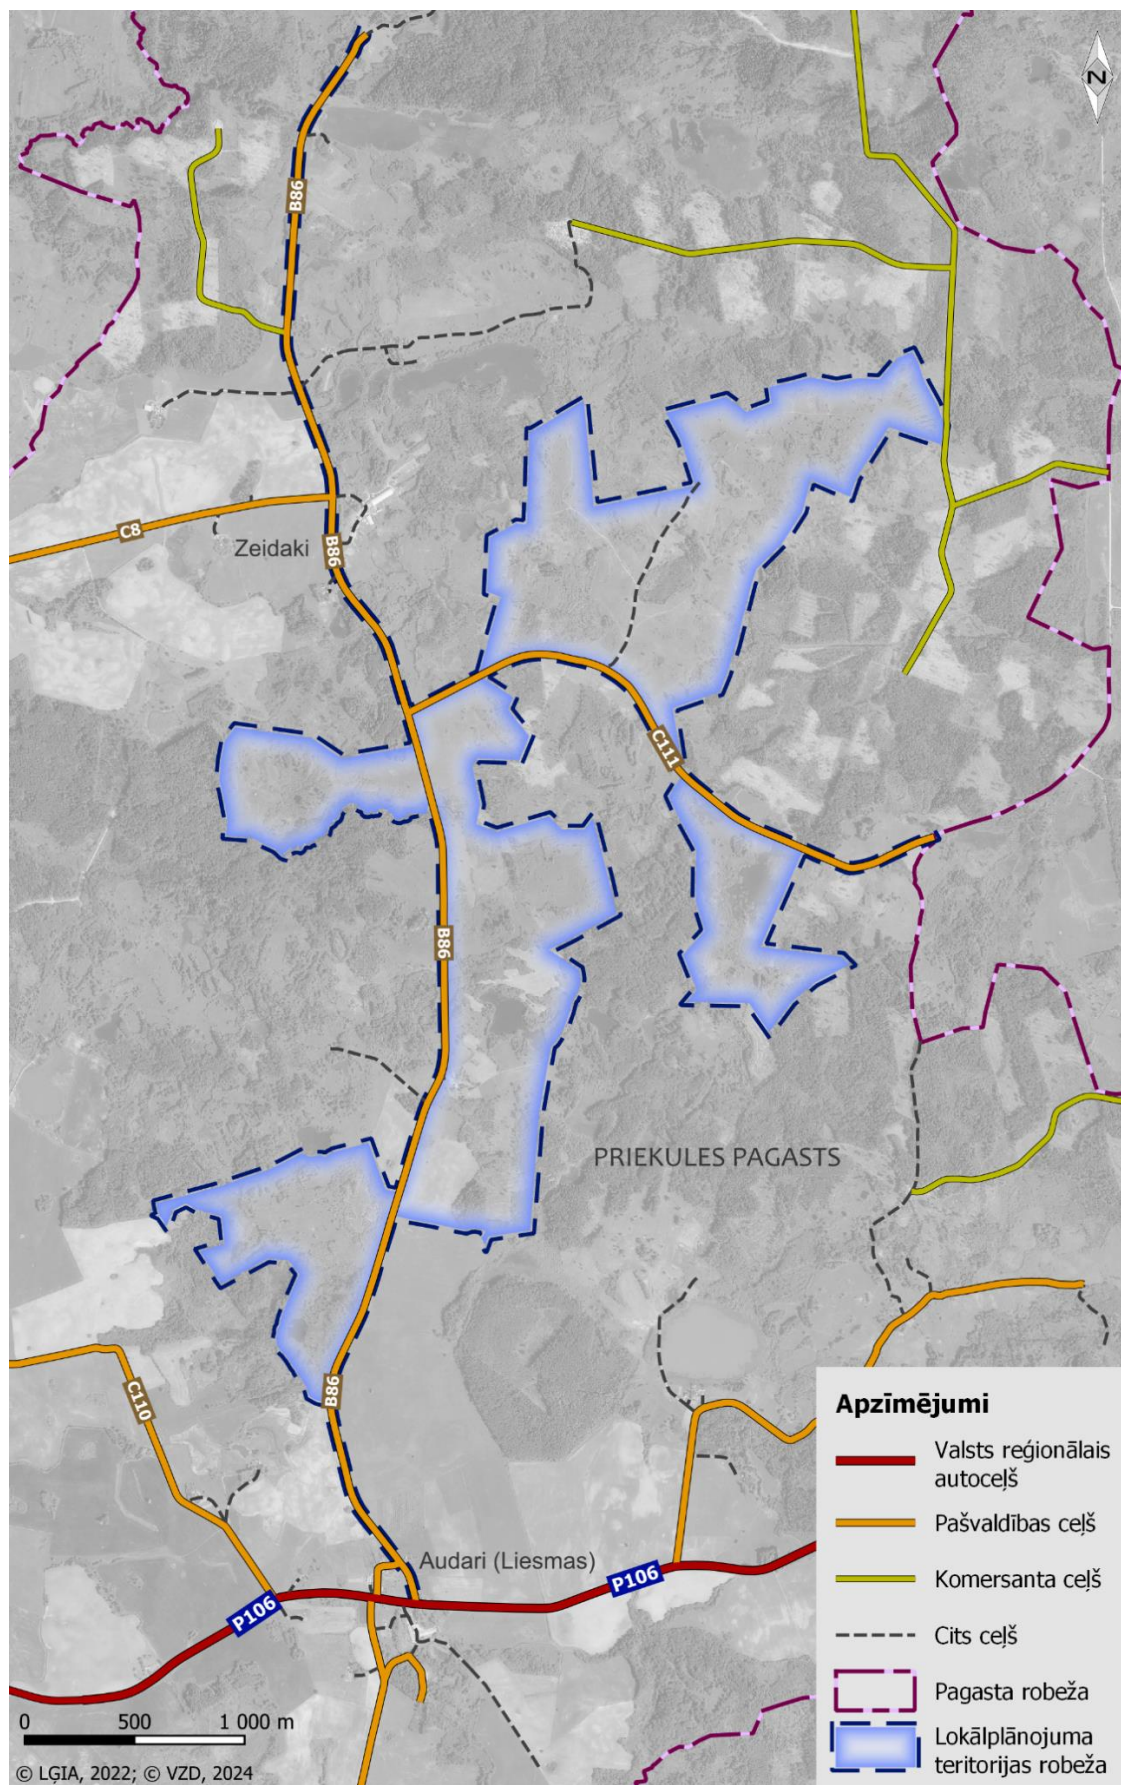 N
B86
C8
Zeidaki
B86
C111
B86
PRIEKULES PAGASTS
B86
C110
Audari (Liesmas)
P106
P106
Apzīmējumi
Valsts reģionālais
autoceļš
Pašvaldības ceļš
Komersanta ceļš
Cits ceļš
Pagasta robeža
Lokālplānojuma
teritorijas robeža
0 500 1 000 m
© LĢIA, 2022; © VZD, 2024